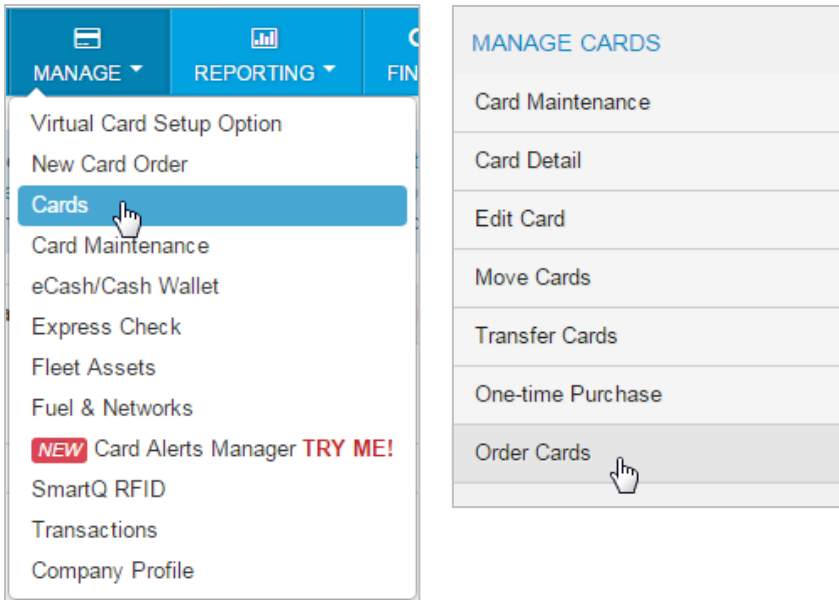 MANAGE
REPORTING
FIN
Virtual Card Setup Option
New Card Order
Cards
Card Maintenance
eCash/Cash Wallet
Express Check
Fleet Assets
Fuel & Networks
NEW Card Alerts Manager TRY ME!
SmartQ RFID
Transactions
Company Profile
MANAGE CARDS
Card Maintenance
Card Detail
Edit Card
Move Cards
Transfer Cards
One-time Purchase
Order Cards